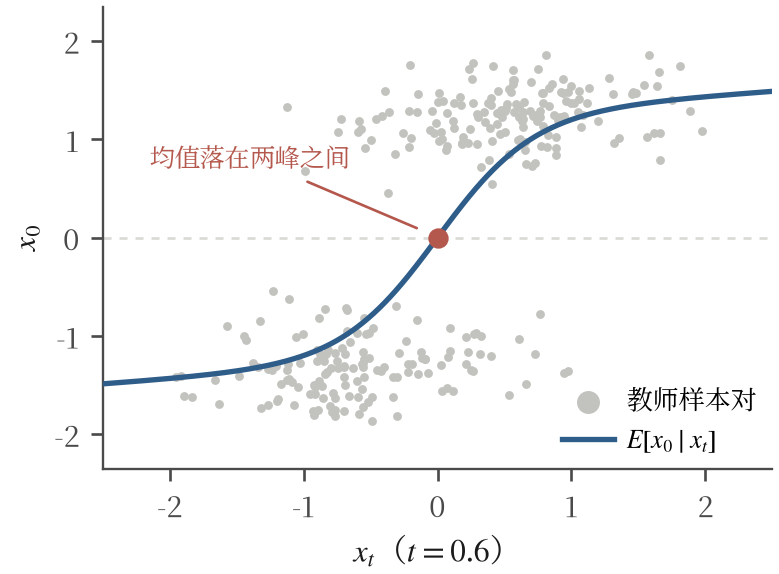 2
1
0
-1
-2
x₀
均值落在两峰之间
教师样本对
E[x₀ | xₜ]
-2 -1 0 1 2
xₜ（t = 0.6）